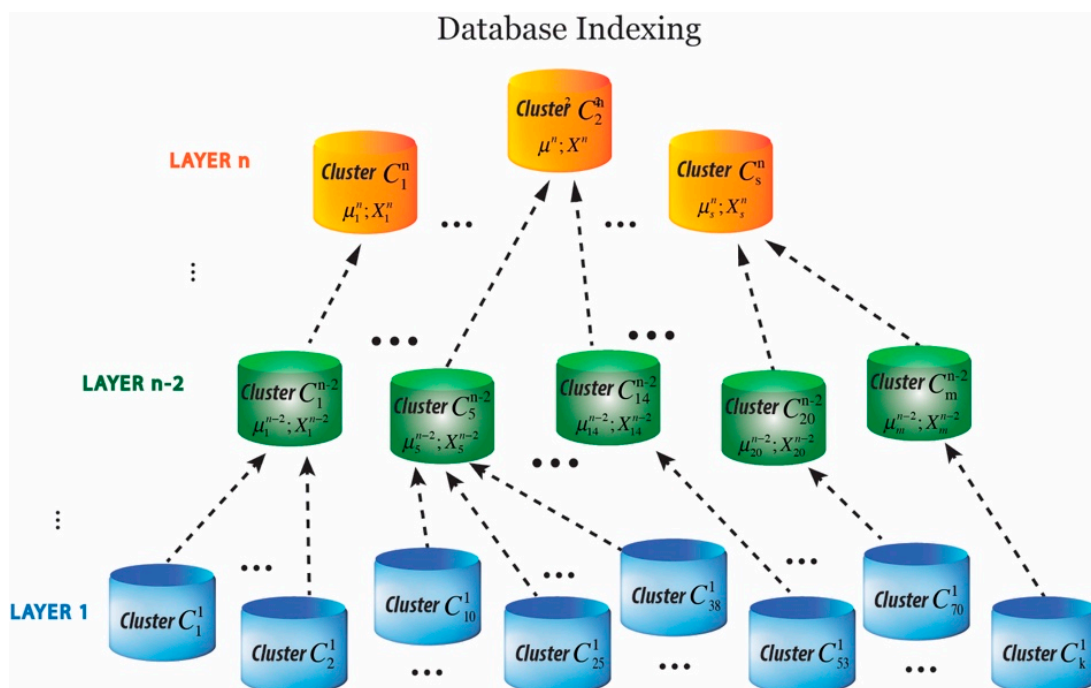 Database Indexing
Cluster² C₂ⁿ
μⁿ; Xⁿ
LAYER n
Cluster C₁ⁿ
μ₁ⁿ; X₁ⁿ
Cluster Cₛⁿ
μₛⁿ; Xₛⁿ
...
...
⋮
...
...
LAYER n-2
Cluster C₁ⁿ⁻²
μ₁ⁿ⁻²; X₁ⁿ⁻²
Cluster C₅ⁿ⁻²
μ₅ⁿ⁻²; X₅ⁿ⁻²
Cluster C₁₄ⁿ⁻²
μ₁₄ⁿ⁻²; X₁₄ⁿ⁻²
Cluster C₂₀ⁿ⁻²
μ₂₀ⁿ⁻²; X₂₀ⁿ⁻²
Cluster Cₘⁿ⁻²
μₘⁿ⁻²; Xₘⁿ⁻²
...
⋮
...
...
...
LAYER 1
Cluster C₁¹
Cluster C₂¹
Cluster C₁₀¹
Cluster C₂₅¹
Cluster C₃₈¹
Cluster C₅₃¹
Cluster C₇₀¹
Cluster Cₖ¹
...
...
...